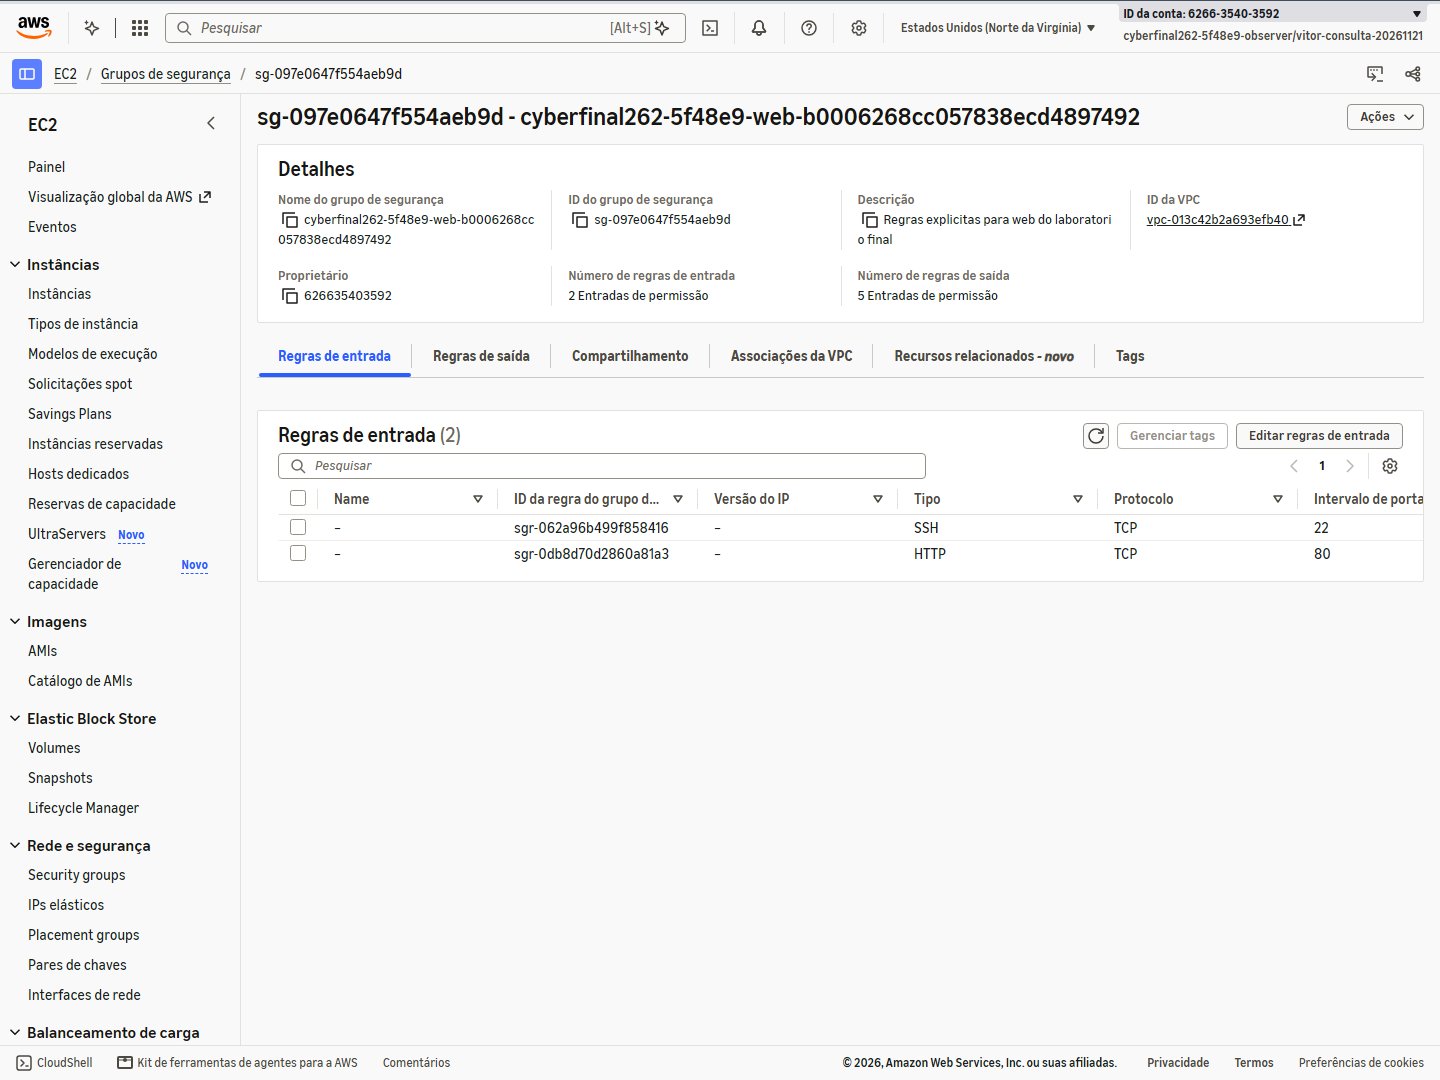 aws
Pesquisar [Alt+S]
Estados Unidos (Norte da Virgínia)
ID da conta: 6266-3540-3592
cyberfinal262-5f48e9-observer/vitor-consulta-20261121
EC2 / Grupos de segurança / sg-097e0647f554aeb9d
EC2
Painel
Visualização global da AWS
Eventos
Instâncias
Instâncias
Tipos de instância
Modelos de execução
Solicitações spot
Savings Plans
Instâncias reservadas
Hosts dedicados
Reservas de capacidade
UltraServers Novo
Gerenciador de capacidade Novo
Imagens
AMIs
Catálogo de AMIs
Elastic Block Store
Volumes
Snapshots
Lifecycle Manager
Rede e segurança
Security groups
IPs elásticos
Placement groups
Pares de chaves
Interfaces de rede
Balanceamento de carga
sg-097e0647f554aeb9d - cyberfinal262-5f48e9-web-b0006268cc057838ecd4897492
Ações
Detalhes
Nome do grupo de segurança
cyberfinal262-5f48e9-web-b0006268cc
057838ecd4897492
ID do grupo de segurança
sg-097e0647f554aeb9d
Descrição
Regras explicitas para web do laboratori
o final
ID da VPC
vpc-013c42b2a693efb40
Proprietário
626635403592
Número de regras de entrada
2 Entradas de permissão
Número de regras de saída
5 Entradas de permissão
Regras de entrada
Regras de saída
Compartilhamento
Associações da VPC
Recursos relacionados - novo
Tags
Regras de entrada (2)
Gerenciar tags
Editar regras de entrada
Pesquisar
1
Name ID da regra do grupo d... Versão do IP Tipo Protocolo Intervalo de porta
– sgr-062a96b499f858416 – SSH TCP 22
– sgr-0db8d70d2860a81a3 – HTTP TCP 80
CloudShell Kit de ferramentas de agentes para a AWS Comentários
© 2026, Amazon Web Services, Inc. ou suas afiliadas. Privacidade Termos Preferências de cookies